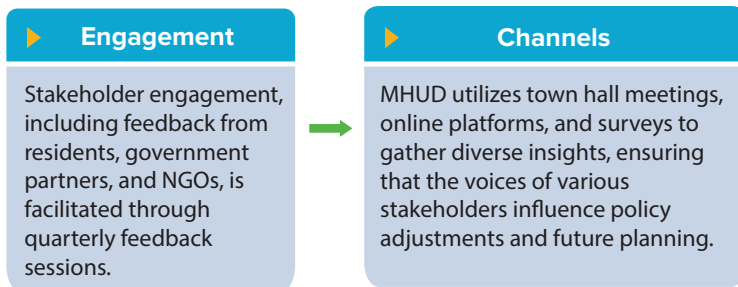 Engagement
Stakeholder engagement,
including feedback from
residents, government
partners, and NGOs, is
facilitated through
quarterly feedback
sessions.
Channels
MHUD utilizes town hall meetings,
online platforms, and surveys to
gather diverse insights, ensuring
that the voices of various
stakeholders influence policy
adjustments and future planning.